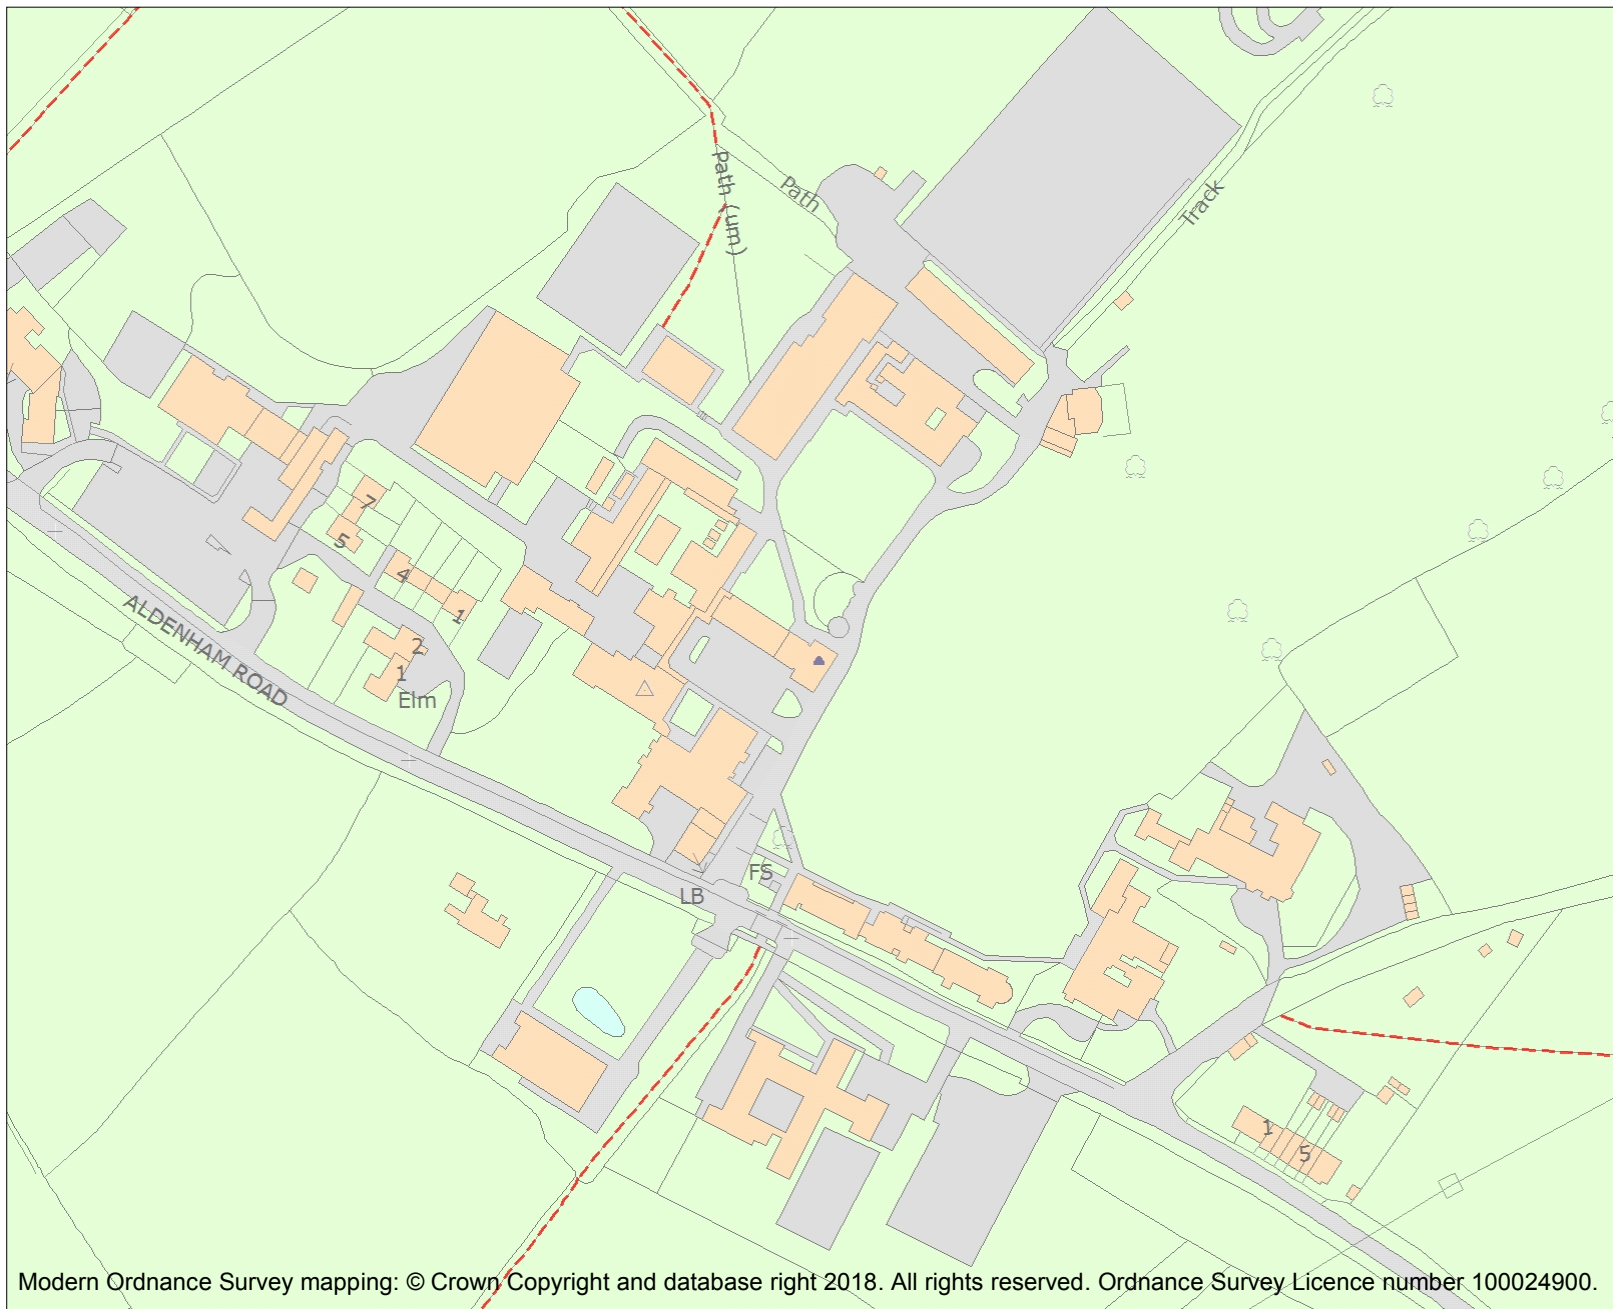 Path (um)
Path
Track
7
5
4
1
2
1
Elm
ALDENHAM ROAD
FS
LB
1
5
Modern Ordnance Survey mapping: © Crown Copyright and database right 2018. All rights reserved. Ordnance Survey Licence number 100024900.